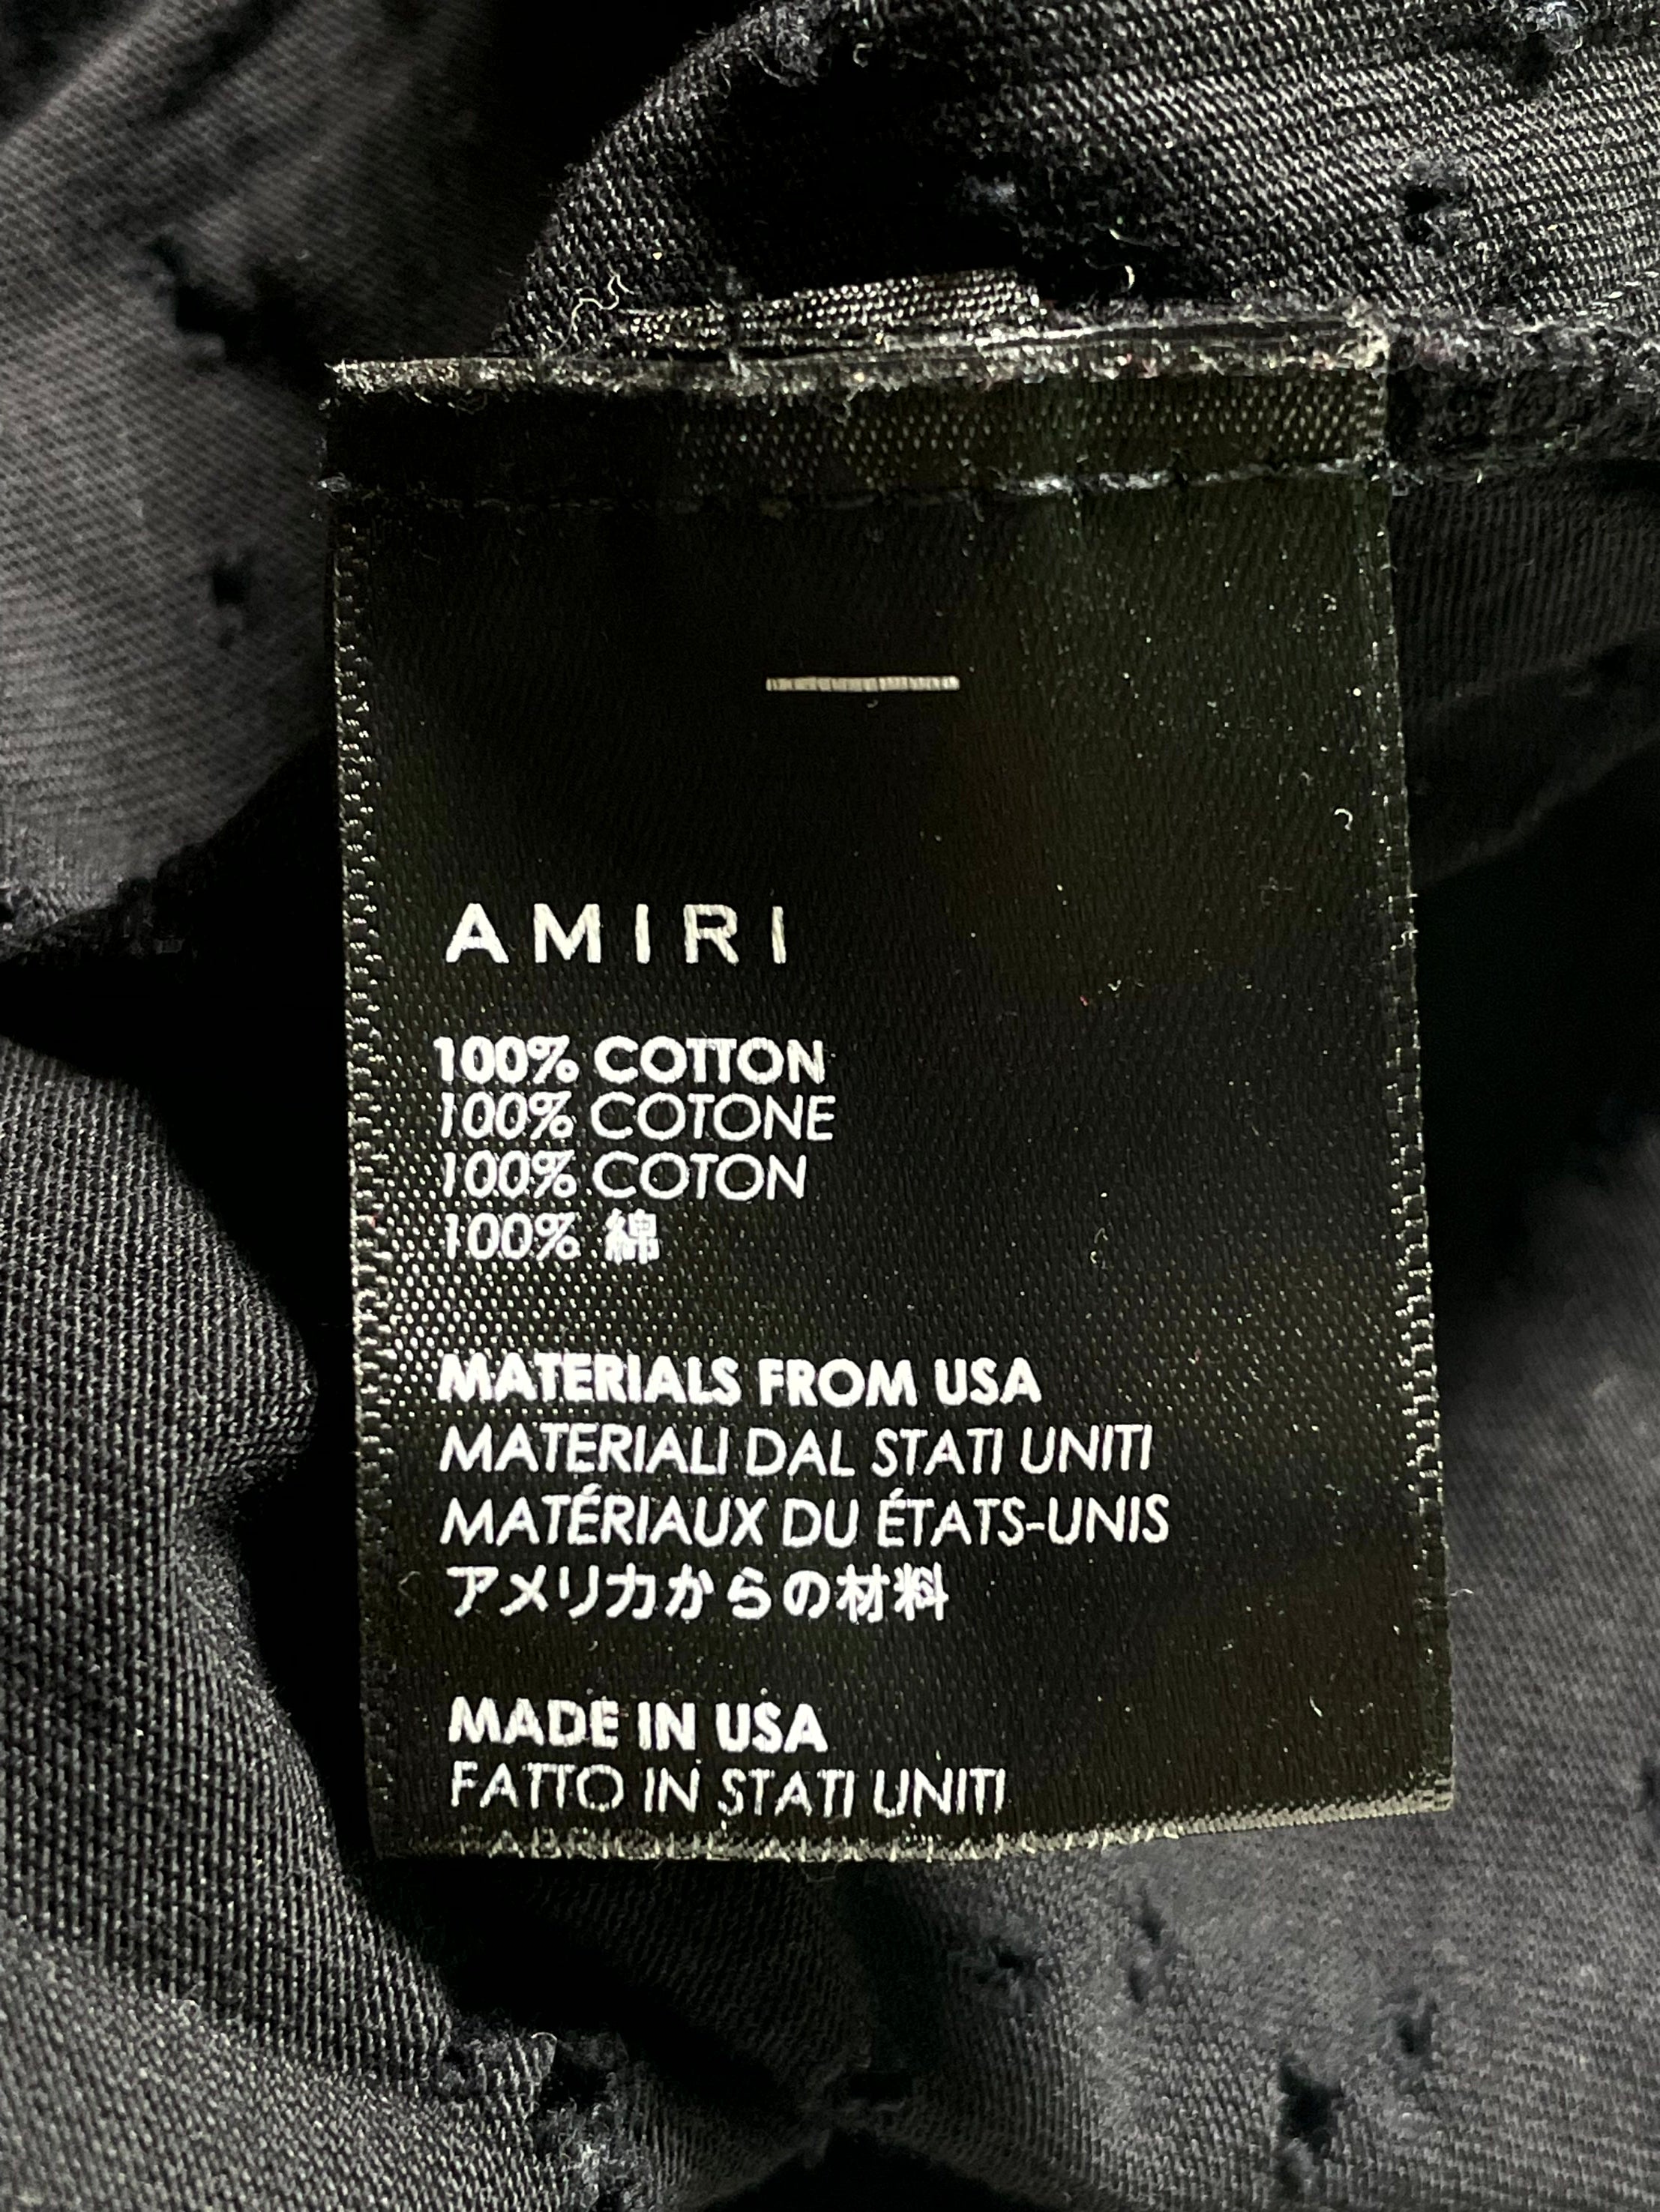 AMIRI
100% COTTON
100% COTONE
100% COTON
100% 綿
MATERIALS FROM USA
MATERIALI DAL STATI UNITI
MATÉRIAUX DU ÉTATS-UNIS
アメリカからの材料
MADE IN USA
FATTO IN STATI UNITI